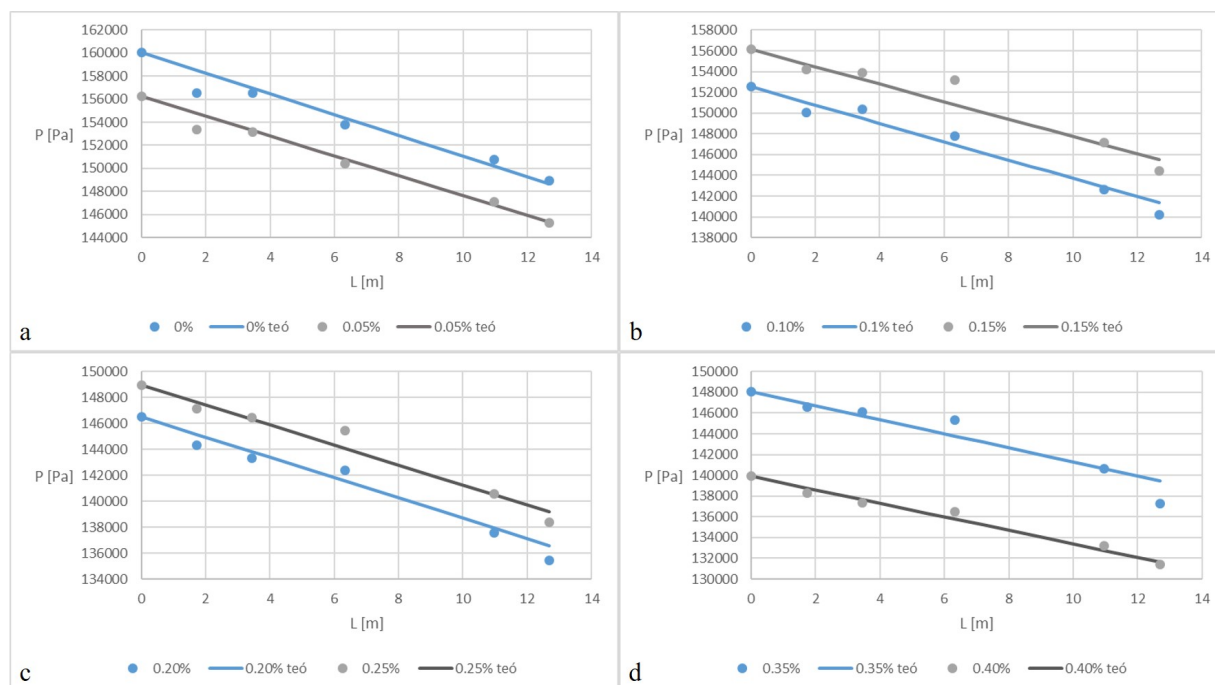 162000
160000
158000
156000
154000
152000
150000
148000
146000
144000
P [Pa]
0 2 4 6 8 10 12 14
L [m]
a
0% 0% teó 0.05% 0.05% teó
158000
156000
154000
152000
150000
148000
146000
144000
142000
140000
138000
P [Pa]
0 2 4 6 8 10 12 14
L [m]
b
0.10% 0.1% teó 0.15% 0.15% teó
150000
148000
146000
144000
142000
140000
138000
136000
134000
P [Pa]
0 2 4 6 8 10 12 14
L [m]
c
0.20% 0.20% teó 0.25% 0.25% teó
150000
148000
146000
144000
142000
140000
138000
136000
134000
132000
130000
P [Pa]
0 2 4 6 8 10 12 14
L [m]
d
0.35% 0.35% teó 0.40% 0.40% teó